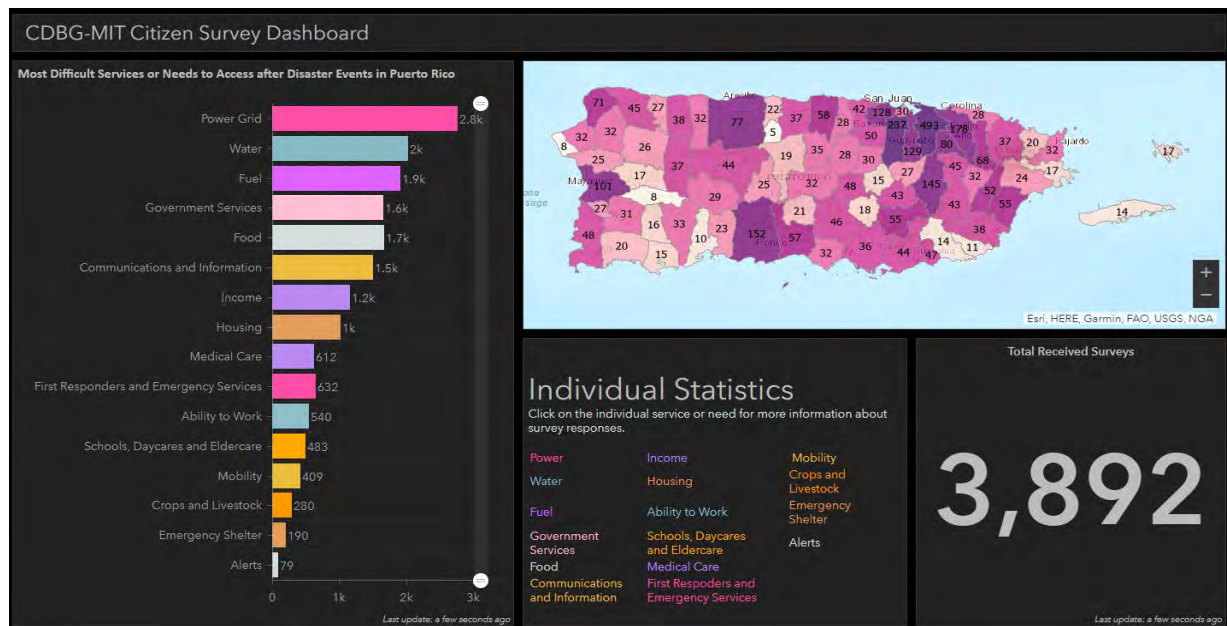 CDBG-MIT Citizen Survey Dashboard
Most Difficult Services or Needs to Access after Disaster Events in Puerto Rico
Power Grid 2.8k
Water 2k
Fuel 1.9k
Government Services 1.6k
Food 1.7k
Communications and Information 1.5k
Income 1.2k
Housing 1k
Medical Care 612
First Responders and Emergency Services 632
Ability to Work 540
Schools, Daycares and Eldercare 483
Mobility 409
Crops and Livestock 280
Emergency Shelter 190
Alerts 79
0 1k 2k 3k
Last update: a few seconds ago
Arecibo San Juan Carolina
71 45 27 38 32 77 22 37 58 42 128 30 28
5 28 50 237 493 178
8 32 32 26 129 80 37 20 32 Fajardo
25 37 44 19 35 28 30 68 17
17 27 45 32 24 17
101 8 29 25 32 48 15 145 52
27 31 43 43 55 14
48 16 33 23 152 57 21 46 18 55 38
20 15 10 Ponce 32 36 44 47 14 11
+
−
Esri, HERE, Garmin, FAO, USGS, NGA
Individual Statistics
Click on the individual service or need for more information about
survey responses.
Power Income Mobility
Water Housing Crops and
Livestock
Fuel Ability to Work Emergency
Shelter
Government Schools, Daycares Alerts
Services and Eldercare
Food Medical Care
Communications First Respoders and
and Information Emergency Services
Total Received Surveys
3,892
Last update: a few seconds ago